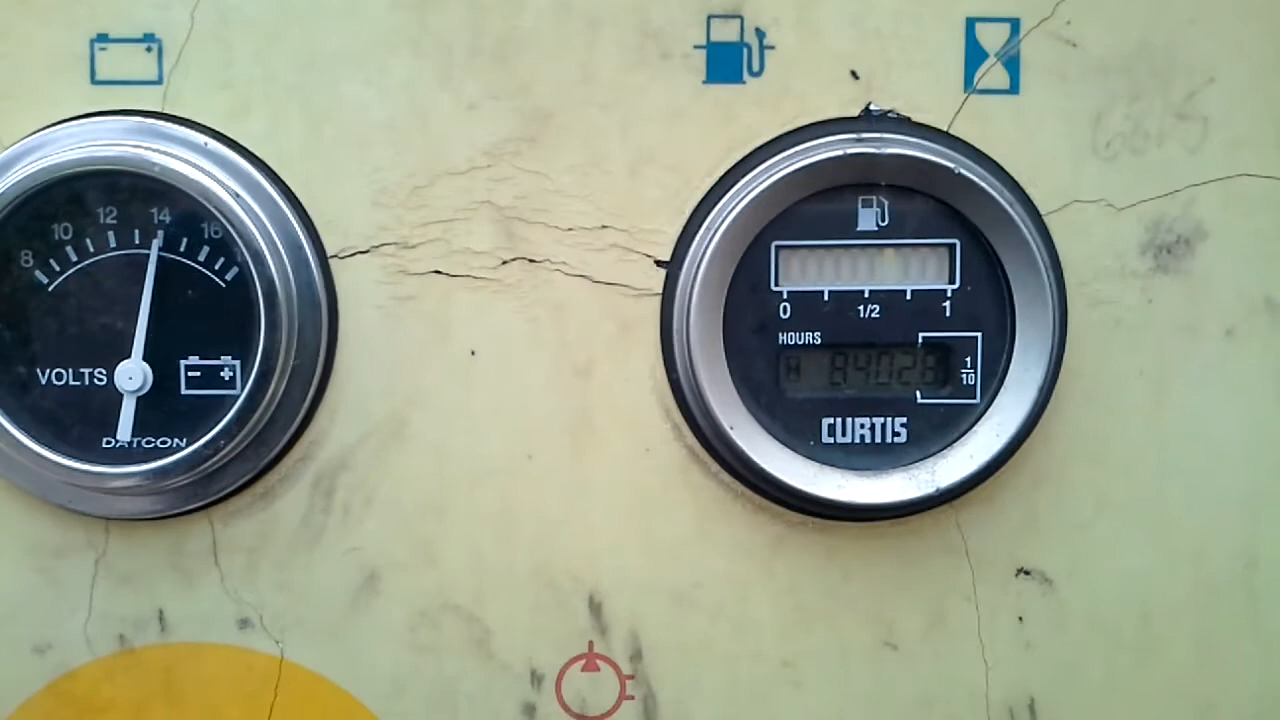 8 10 12 14 16
VOLTS
- +
DATCON
0 1/2 1
HOURS
84028
1/10
CURTIS